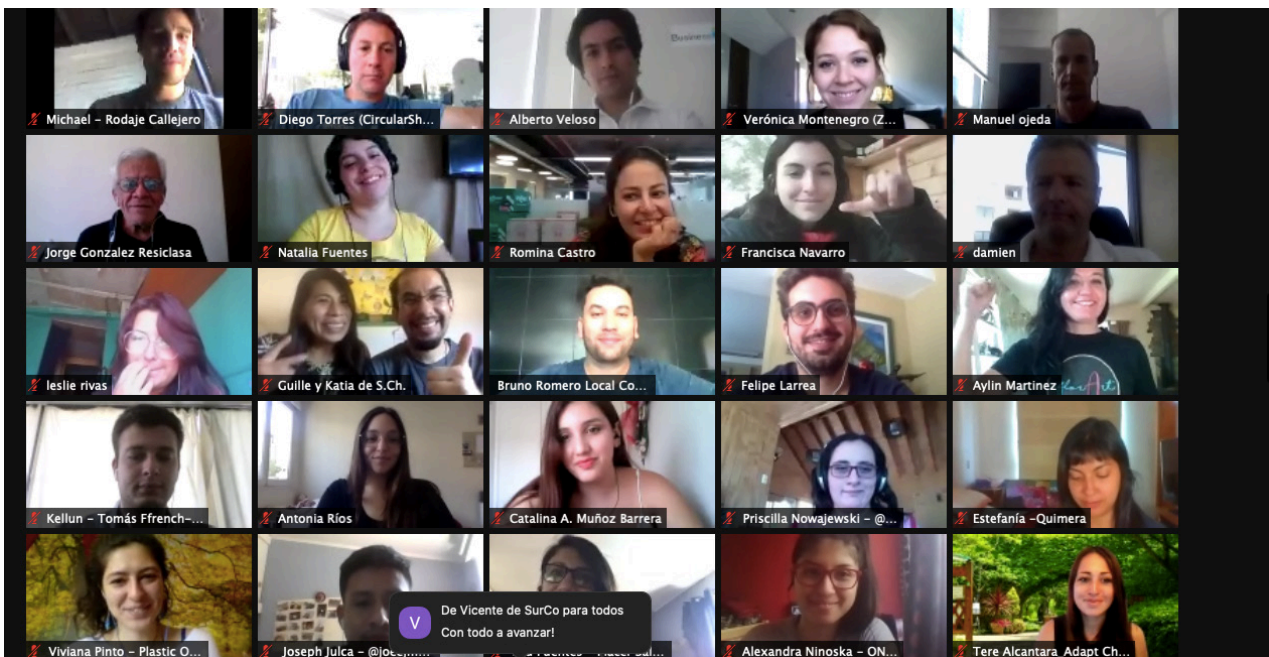 Business
Michael – Rodaje Callejero
Diego Torres (CircularSh...
Alberto Veloso
Verónica Montenegro (Z...
Manuel ojeda
Jorge Gonzalez Resiclasa
Natalia Fuentes
Romina Castro
Francisca Navarro
damien
leslie rivas
Guille y Katia de S.Ch.
Bruno Romero Local Co...
Felipe Larrea
Aylin Martinez
Kellun – Tomás Ffrench–...
Antonia Ríos
Catalina A. Muñoz Barrera
Priscilla Nowajewski – @...
Estefanía –Quimera
V
De Vicente de SurCo para todos
Con todo a avanzar!
Viviana Pinto – Plastic O...
Joseph Julca –
Alexandra Ninoska – ON...
Tere Alcantara_Adapt Ch...